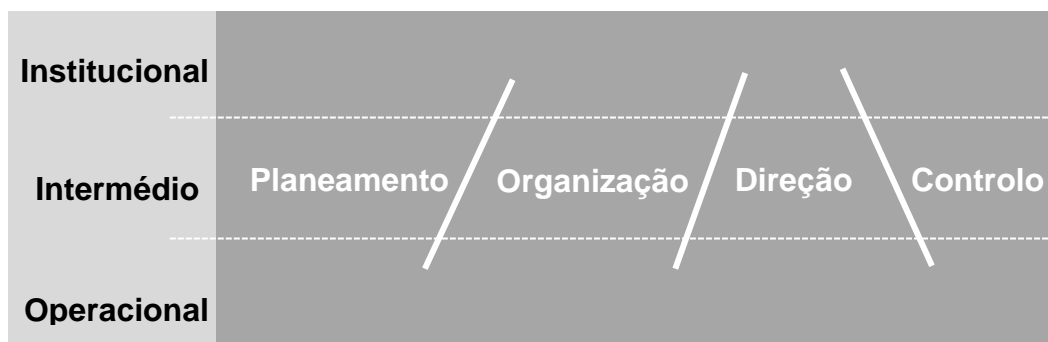 Institucional
Intermédio
Planeamento
Organização
Direção
Controlo
Operacional